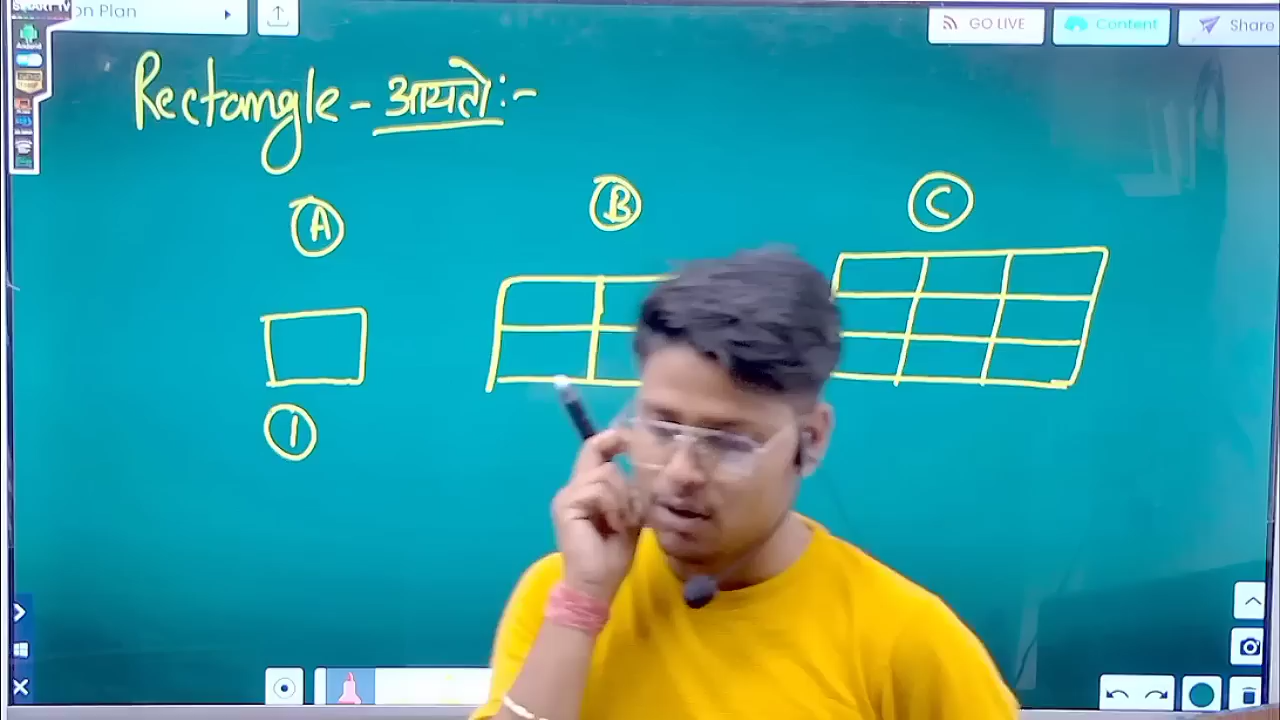 on Plan
GO LIVE
Content
Share
Rectangle - आयतो :-
A
B
C
1